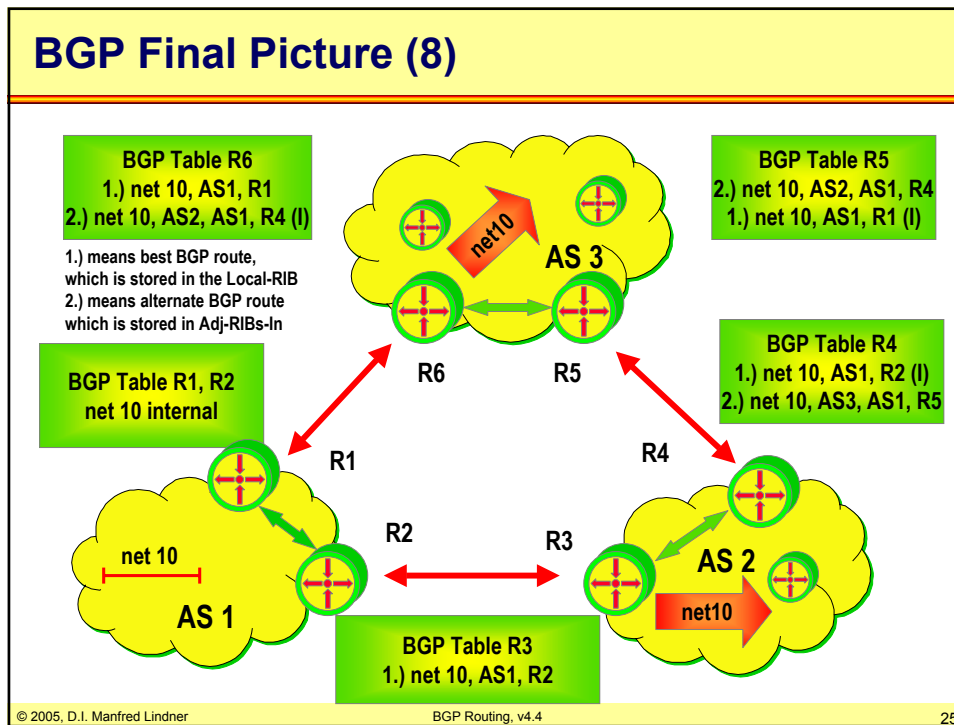 BGP Final Picture (8)
BGP Table R6
1.) net 10, AS1, R1
2.) net 10, AS2, AS1, R4 (I)
BGP Table R5
2.) net 10, AS2, AS1, R4
1.) net 10, AS1, R1 (I)
1.) means best BGP route,
which is stored in the Local-RIB
2.) means alternate BGP route
which is stored in Adj-RIBs-In
net10
AS 3
R6
R5
BGP Table R1, R2
net 10 internal
BGP Table R4
1.) net 10, AS1, R2 (I)
2.) net 10, AS3, AS1, R5
R1
R4
R2
R3
net 10
AS 1
AS 2
net10
BGP Table R3
1.) net 10, AS1, R2
© 2005, D.I. Manfred Lindner
BGP Routing, v4.4
25